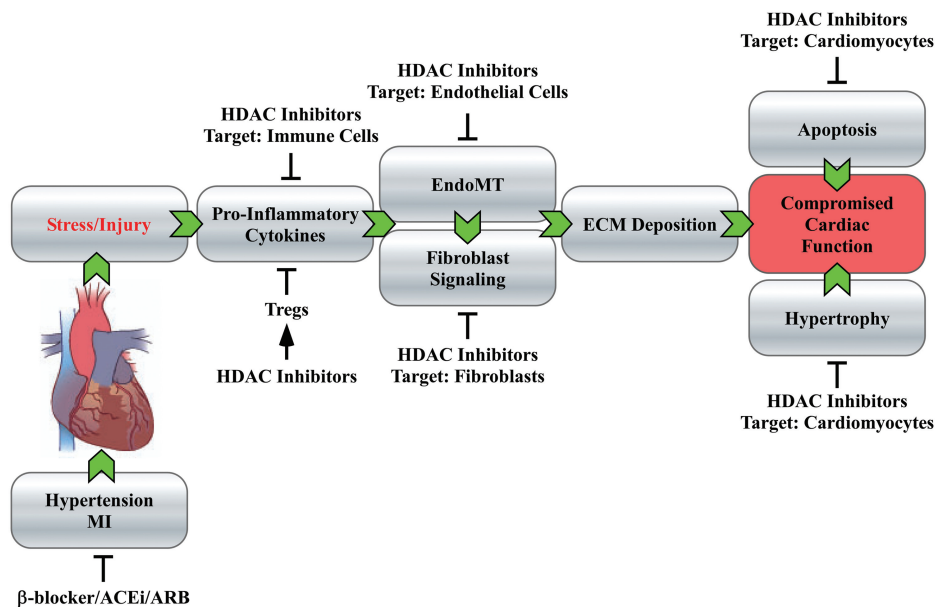 HDAC Inhibitors
Target: Cardiomyocytes
HDAC Inhibitors
Target: Endothelial Cells
HDAC Inhibitors
Target: Immune Cells
Apoptosis
EndoMT
Stress/Injury
Pro-Inflammatory
Cytokines
ECM Deposition
Compromised
Cardiac
Function
Fibroblast
Signaling
Tregs
Hypertrophy
HDAC Inhibitors
HDAC Inhibitors
Target: Fibroblasts
HDAC Inhibitors
Target: Cardiomyocytes
Hypertension
MI
β-blocker/ACEi/ARB